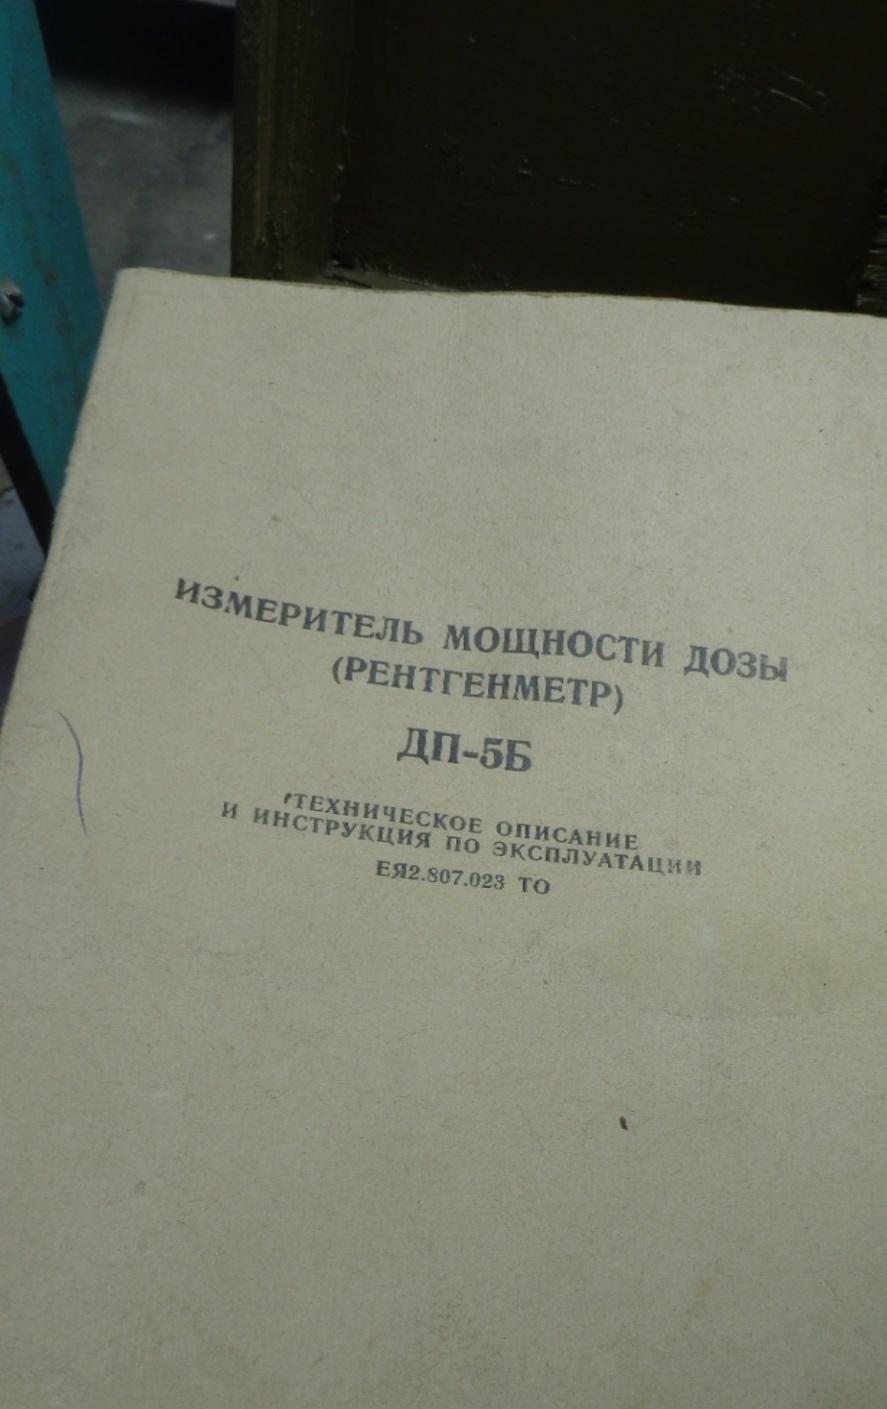 ИЗМЕРИТЕЛЬ МОЩНОСТИ ДОЗЫ
(РЕНТГЕНМЕТР)
ДП-5Б
ТЕХНИЧЕСКОЕ ОПИСАНИЕ
И ИНСТРУКЦИЯ ПО ЭКСПЛУАТАЦИИ
ЕЯ2.807.023 ТО